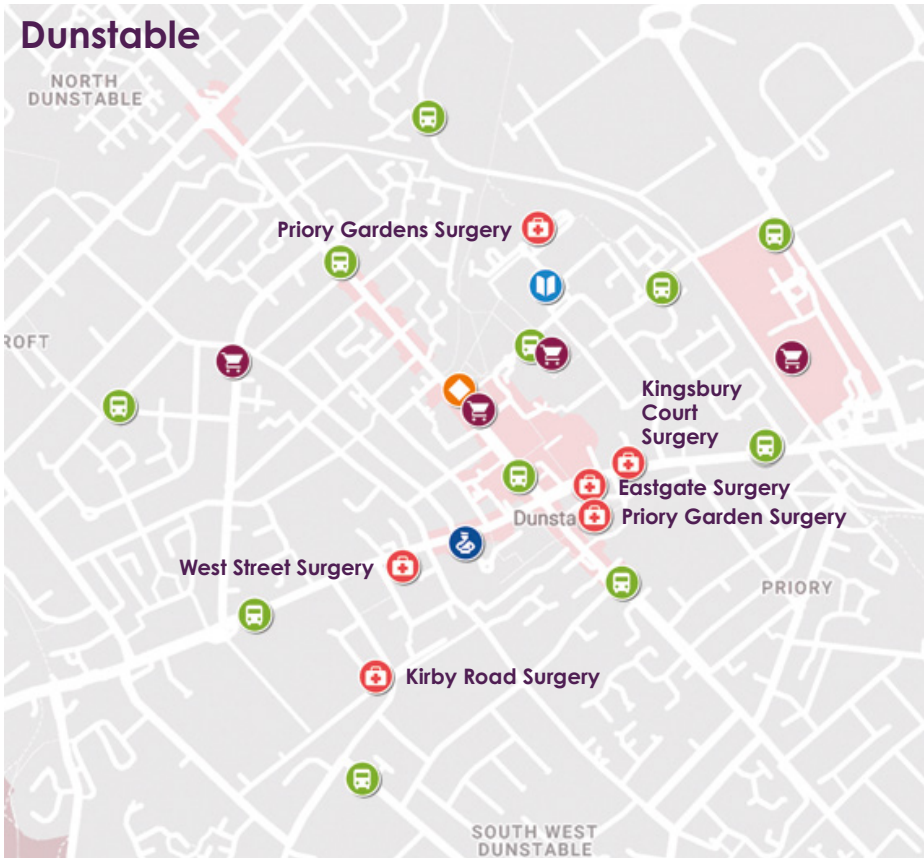 Dunstable
NORTH
DUNSTABLE
Priory Gardens Surgery
ROFT
Kingsbury
Court
Surgery
Eastgate Surgery
Dunsta
Priory Garden Surgery
West Street Surgery
PRIORY
Kirby Road Surgery
SOUTH WEST
DUNSTABLE